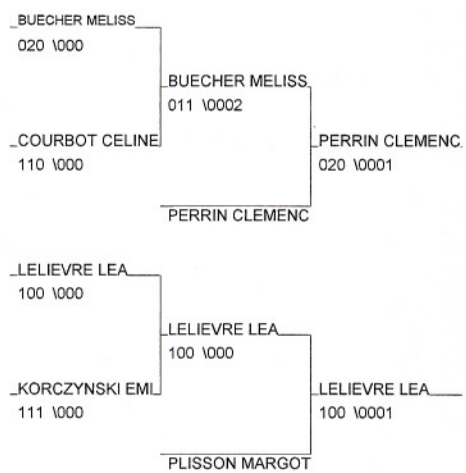 BUECHER MELISS
020 \000
BUECHER MELISS
011 \0002
COURBOT CELINE
110 \000
PERRIN CLEMENC
020 \0001
PERRIN CLEMENC
LELIEVRE LEA
100 \000
LELIEVRE LEA
100 \000
KORCZYNSKI EMI
111 \000
LELIEVRE LEA
100 \0001
PLISSON MARGOT